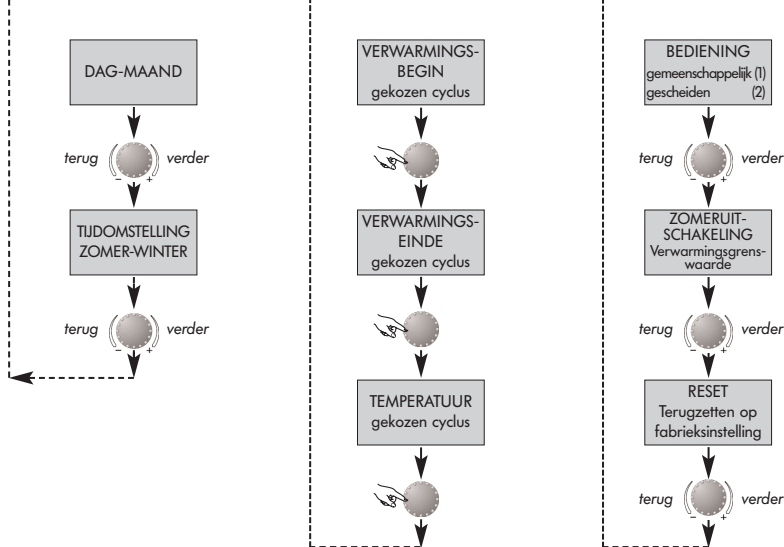 DAG-MAAND
terug verder
– +
TIJDOMSTELLING
ZOMER-WINTER
terug verder
– +
VERWARMINGS-
BEGIN
gekozen cyclus
VERWARMINGS-
EINDE
gekozen cyclus
TEMPERATUUR
gekozen cyclus
BEDIENING
gemeenschappelijk (1)
gescheiden (2)
terug verder
– +
ZOMERUIT-
SCHAKELING
Verwarmingsgrens-
waarde
terug verder
– +
RESET
Terugzetten op
fabrieksinstelling
terug verder
– +